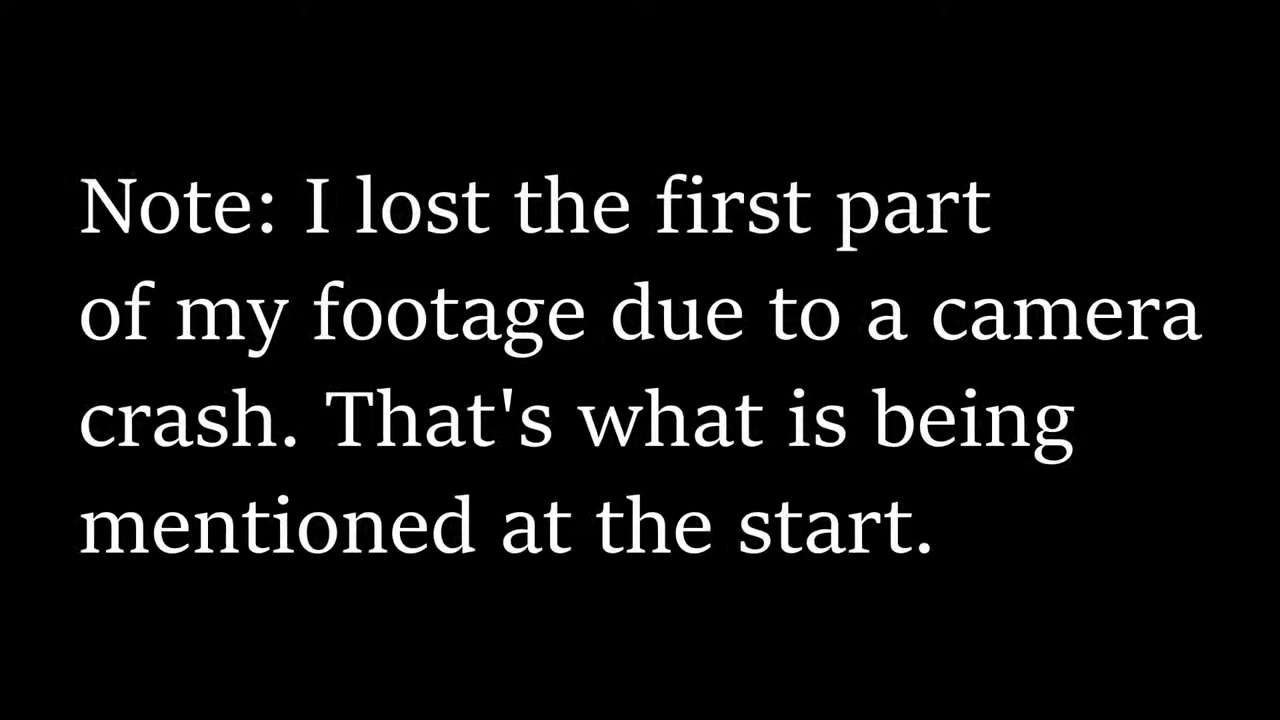 Note: I lost the first part
of my footage due to a camera
crash. That's what is being
mentioned at the start.